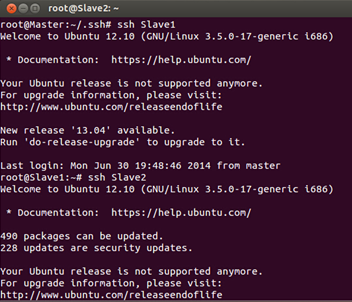 root@Slave2: ~
root@Master:~/.ssh# ssh Slave1
Welcome to Ubuntu 12.10 (GNU/Linux 3.5.0-17-generic i686)
* Documentation:  https://help.ubuntu.com/
Your Ubuntu release is not supported anymore.
For upgrade information, please visit:
http://www.ubuntu.com/releaseendoflife
New release '13.04' available.
Run 'do-release-upgrade' to upgrade to it.
Last login: Mon Jun 30 19:48:46 2014 from master
root@Slave1:~# ssh Slave2
Welcome to Ubuntu 12.10 (GNU/Linux 3.5.0-17-generic i686)
* Documentation:  https://help.ubuntu.com/
490 packages can be updated.
228 updates are security updates.
Your Ubuntu release is not supported anymore.
For upgrade information, please visit:
http://www.ubuntu.com/releaseendoflife